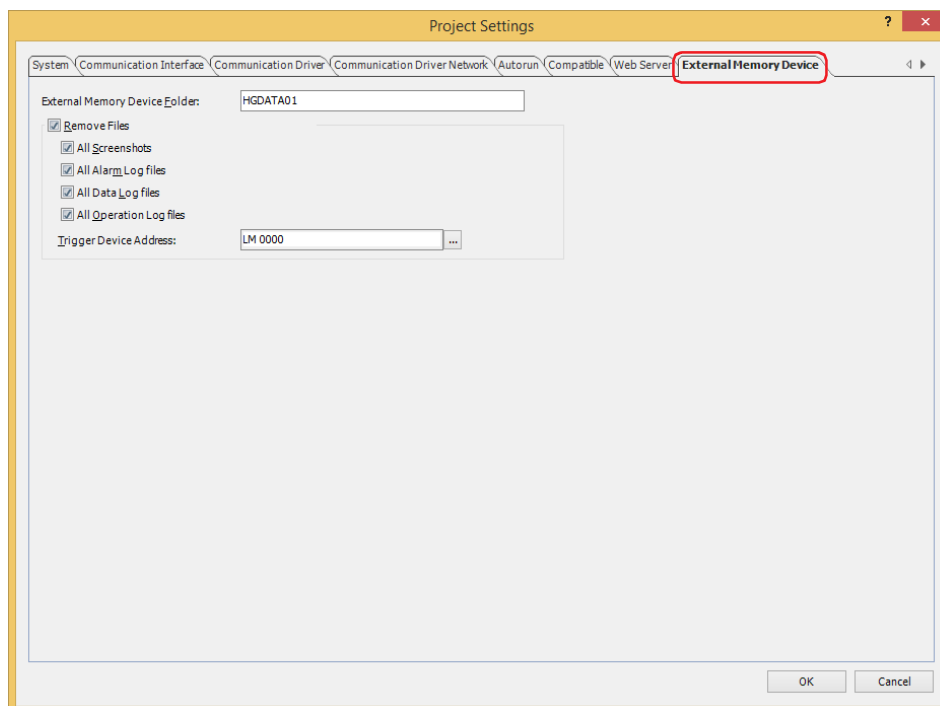 Project Settings ? x
System Communication Interface Communication Driver Communication Driver Network Autorun Compatible Web Server External Memory Device
External Memory Device Folder: HGDATA01
Remove Files
All Screenshots
All Alarm Log files
All Data Log files
All Operation Log files
Trigger Device Address: LM 0000 ...
OK Cancel